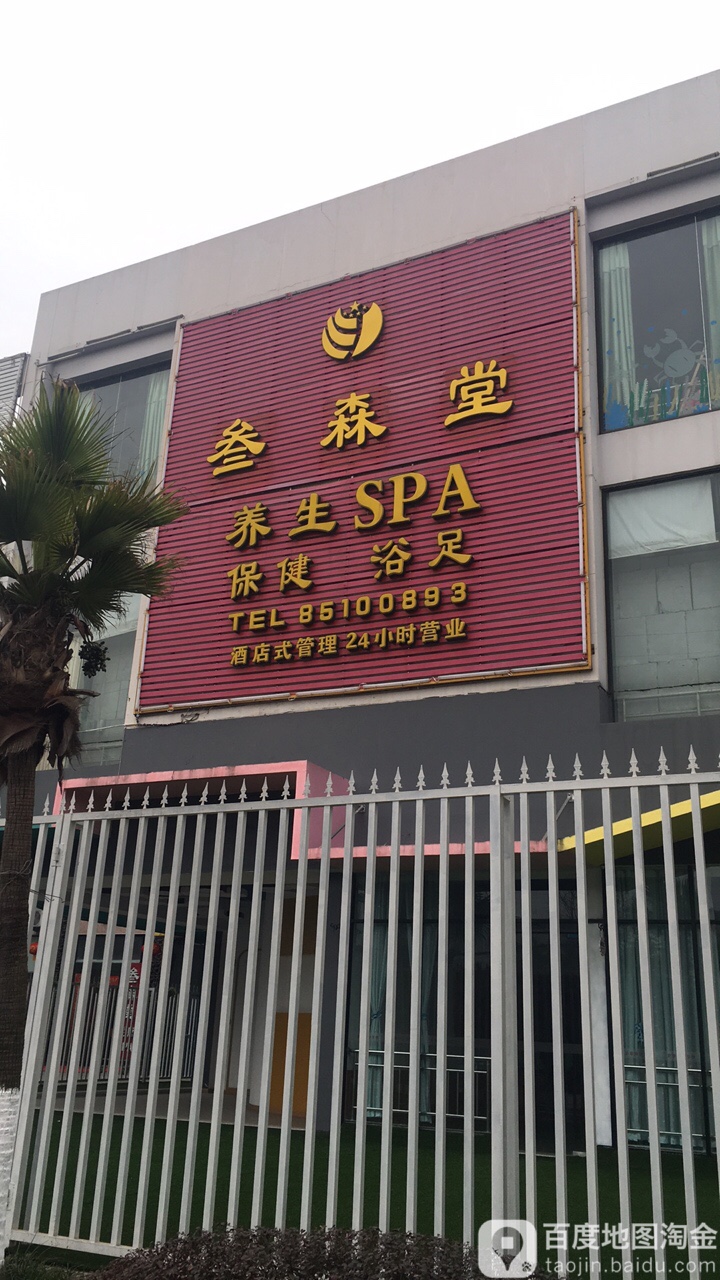 叁森堂
养生SPA
保健 浴足
TEL 85100893
酒店式管理 24小时营业
叁
百度地图淘金
taojin.baidu.com